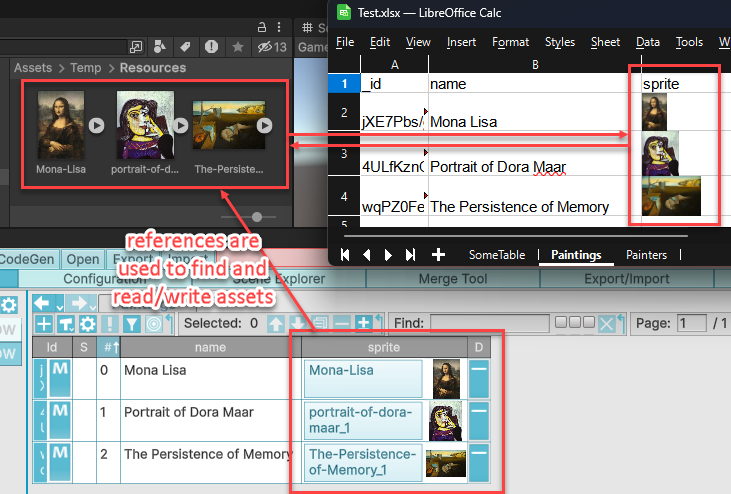 Test.xlsx — LibreOffice Calc
File Edit View Insert Format Styles Sheet Data Tools
13
Game
Assets > Temp > Resources
A B
1 _id name sprite
2 jXE7Pbs/ Mona Lisa
3 4ULfKzn Portrait of Dora Maar
4 wqPZ0Fe The Persistence of Memory
5
Mona-Lisa portrait-of-d... The-Persiste...
SomeTable Paintings Painters
references are
used to find and
read/write assets
CodeGen Open Export Import
Configuration Scene Explorer Merge Tool Export/Import
Selected: 0 Find: Page: 1 / 1
Id S # name sprite D
M 0 Mona Lisa Mona-Lisa
M 1 Portrait of Dora Maar portrait-of-dora-
maar_1
M 2 The Persistence of Memory The-Persistence-
of-Memory_1